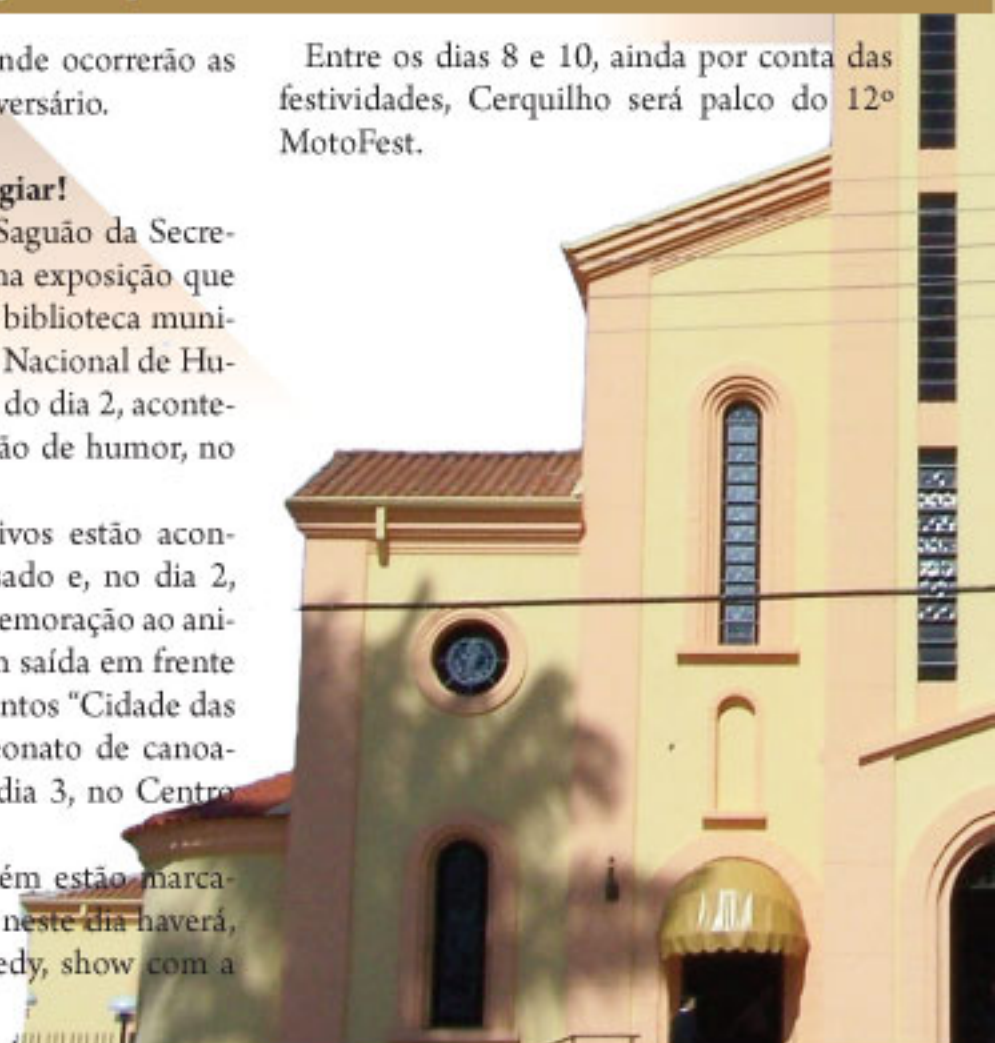 nde ocorrerão as
versário.
giar!
Saguão da Secre-
na exposição que
biblioteca muni-
Nacional de Hu-
do dia 2, aconte-
ão de humor, no
ivos estão acon-
ado e, no dia 2,
emoração ao ani-
n saída em frente
ntos “Cidade das
eonato de canoa-
dia 3, no Centro
ém estão marca-
neste dia haverá,
edy, show com a
Entre os dias 8 e 10, ainda por conta das
festividades, Cerquilho será palco do 12º
MotoFest.